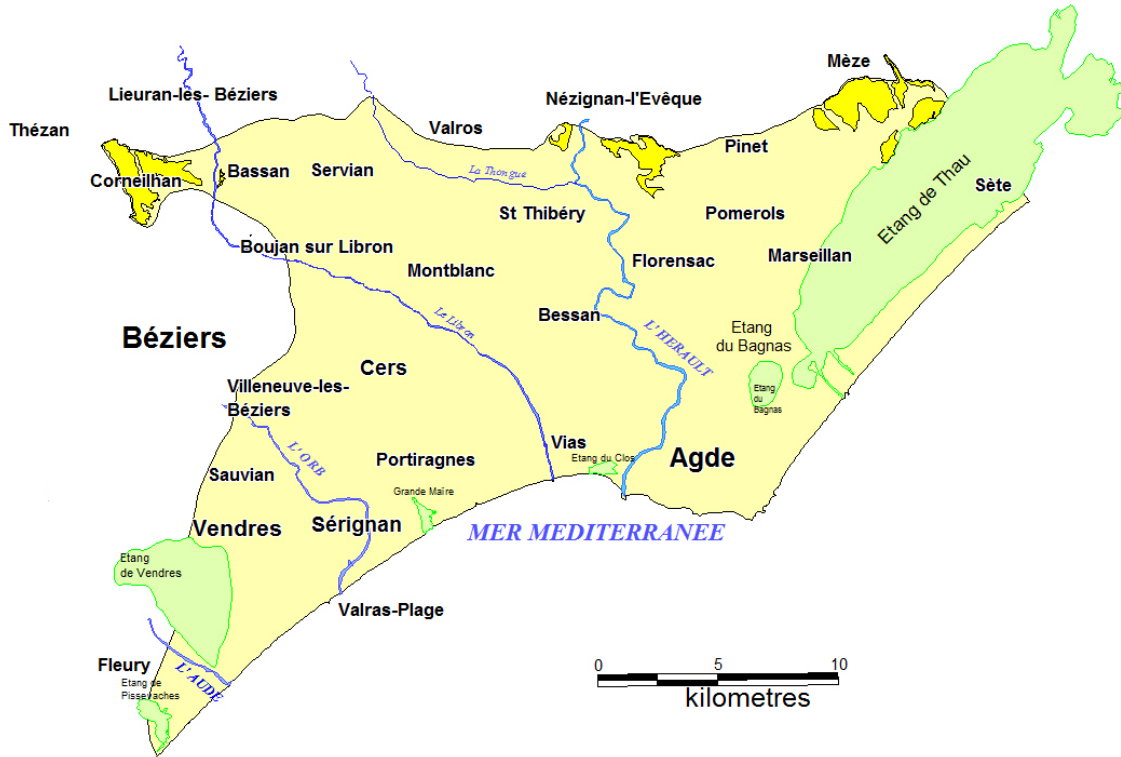 Mèze
Lieuran-lès- Béziers
Nézignan-l'Evêque
Thézan
Valros
Pinet
Corneilhan
Bassan
Servian
La Thongue
Sète
St Thibéry
Pomerols
Etang de Thau
Boujan sur Libron
Marseillan
Florensac
Montblanc
Le Libron
Bessan
Béziers
L' HERAULT
Etang
du Bagnas
Cers
Villeneuve-les-
Béziers
Etang
du
Bagnas
L' ORB
Vias
Etang du Clos
Agde
Portiragnes
Sauvian
Grande Maïre
Vendres
Sérignan
MER MEDITERRANEE
Etang
de Vendres
Valras-Plage
Fleury
L' AUDE
Etang de
Pissevaches
0 5 10
kilometres